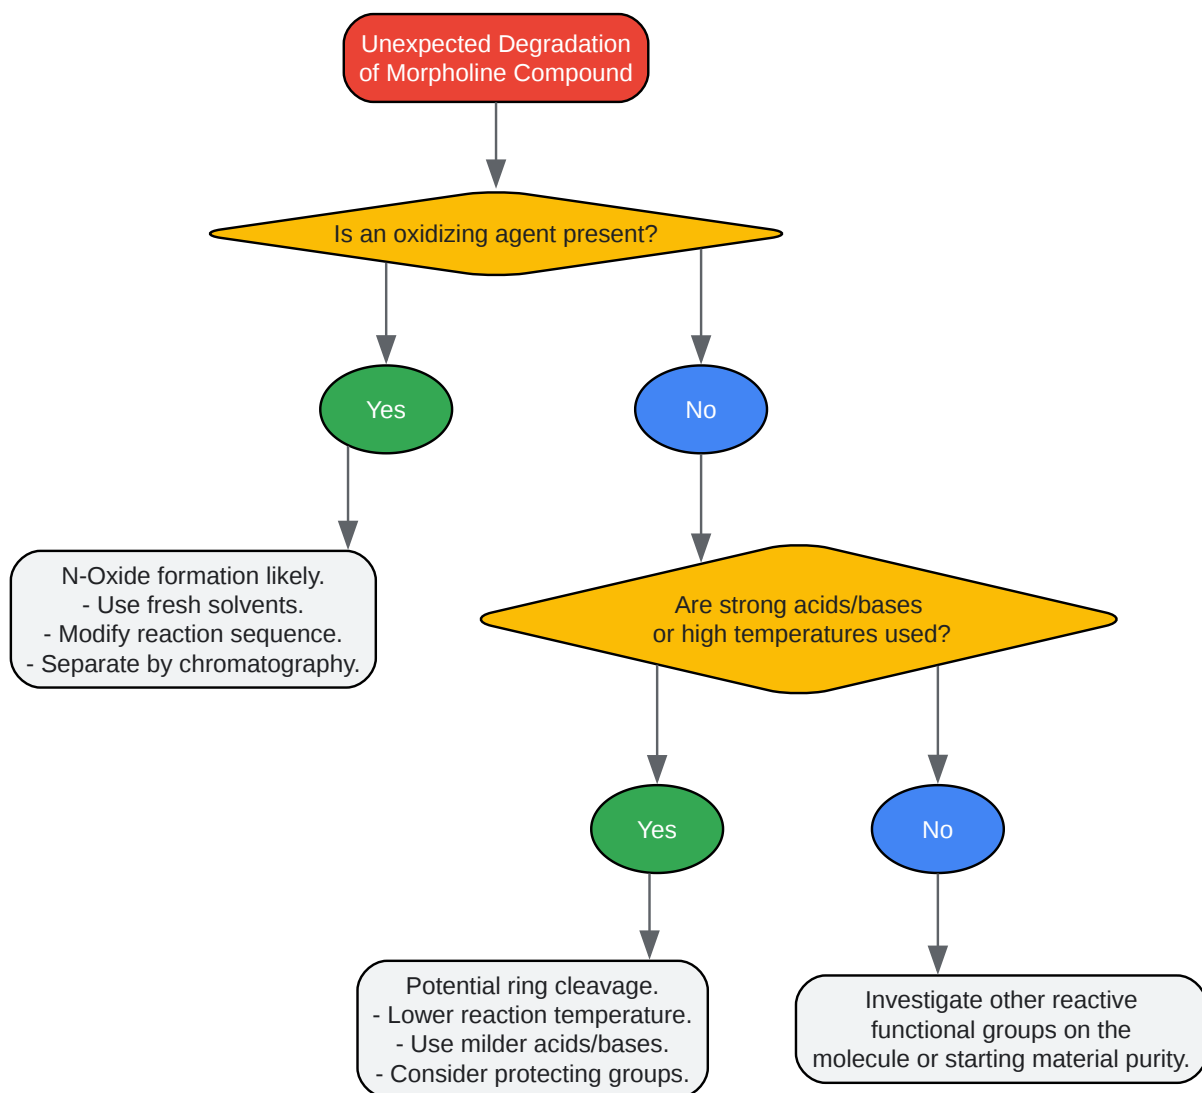 Unexpected Degradation
of Morpholine Compound
Is an oxidizing agent present?
Yes
No
N-Oxide formation likely.
- Use fresh solvents.
- Modify reaction sequence.
- Separate by chromatography.
Are strong acids/bases
or high temperatures used?
Yes
No
Potential ring cleavage.
- Lower reaction temperature.
- Use milder acids/bases.
- Consider protecting groups.
Investigate other reactive
functional groups on the
molecule or starting material purity.